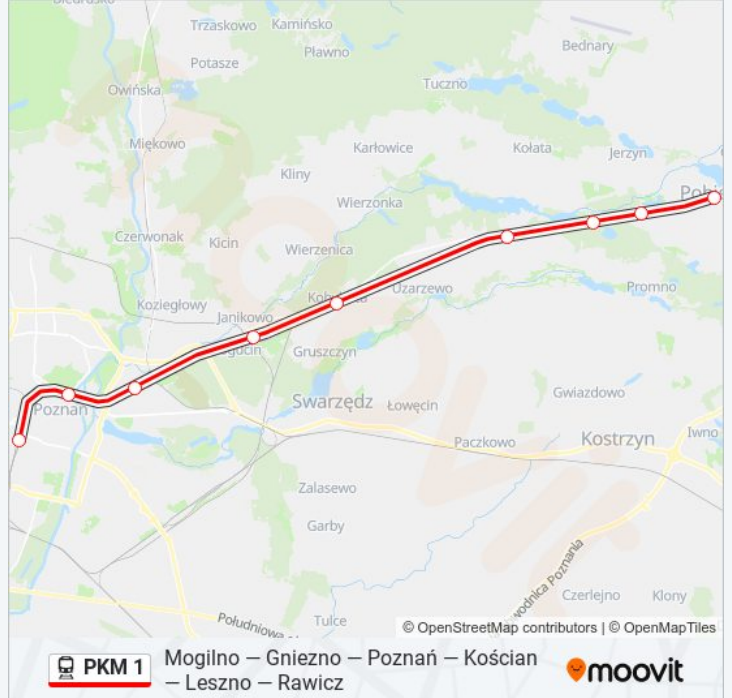 Trzaskowo
Kamińsko
Pławno
Bednary
Potasze
Tuczno
Owińska
Miękowo
Karłowice
Kołata
Jerzyn
Kliny
Wierzonka
Czerwonak
Kicin
Wierzenica
Uzarzewo
Promno
Koziegłowy
Janikowo
Gruszczyn
Gwiazdowo
Poznań
Swarzędz
Łowęcin
Iwno
Paczkowo
Kostrzyn
Zalasewo
Garby
Czerlejno
Klony
Tulce
© OpenStreetMap contributors | © OpenMapTiles
PKM 1
Mogilno – Gniezno – Poznań – Kościan
– Leszno – Rawicz
moovit